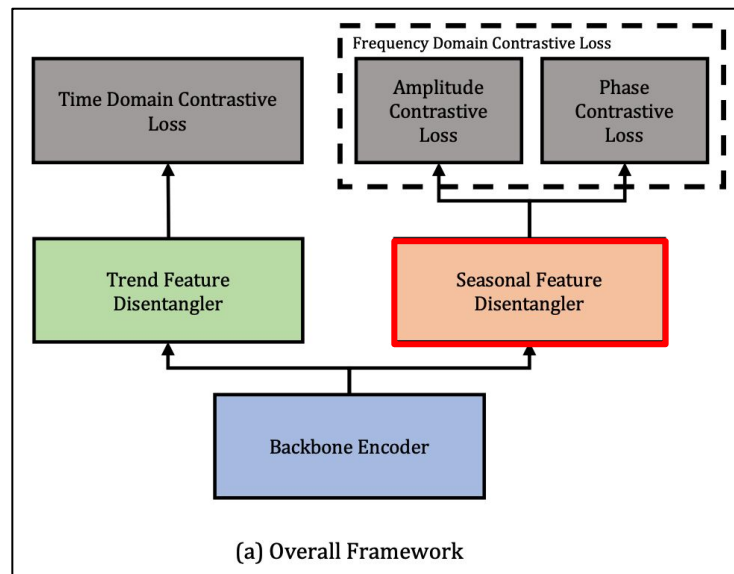 Frequency Domain Contrastive Loss
Time Domain Contrastive
Loss
Amplitude
Contrastive
Loss
Phase
Contrastive
Loss
Trend Feature
Disentangler
Seasonal Feature
Disentangler
Backbone Encoder
(a) Overall Framework